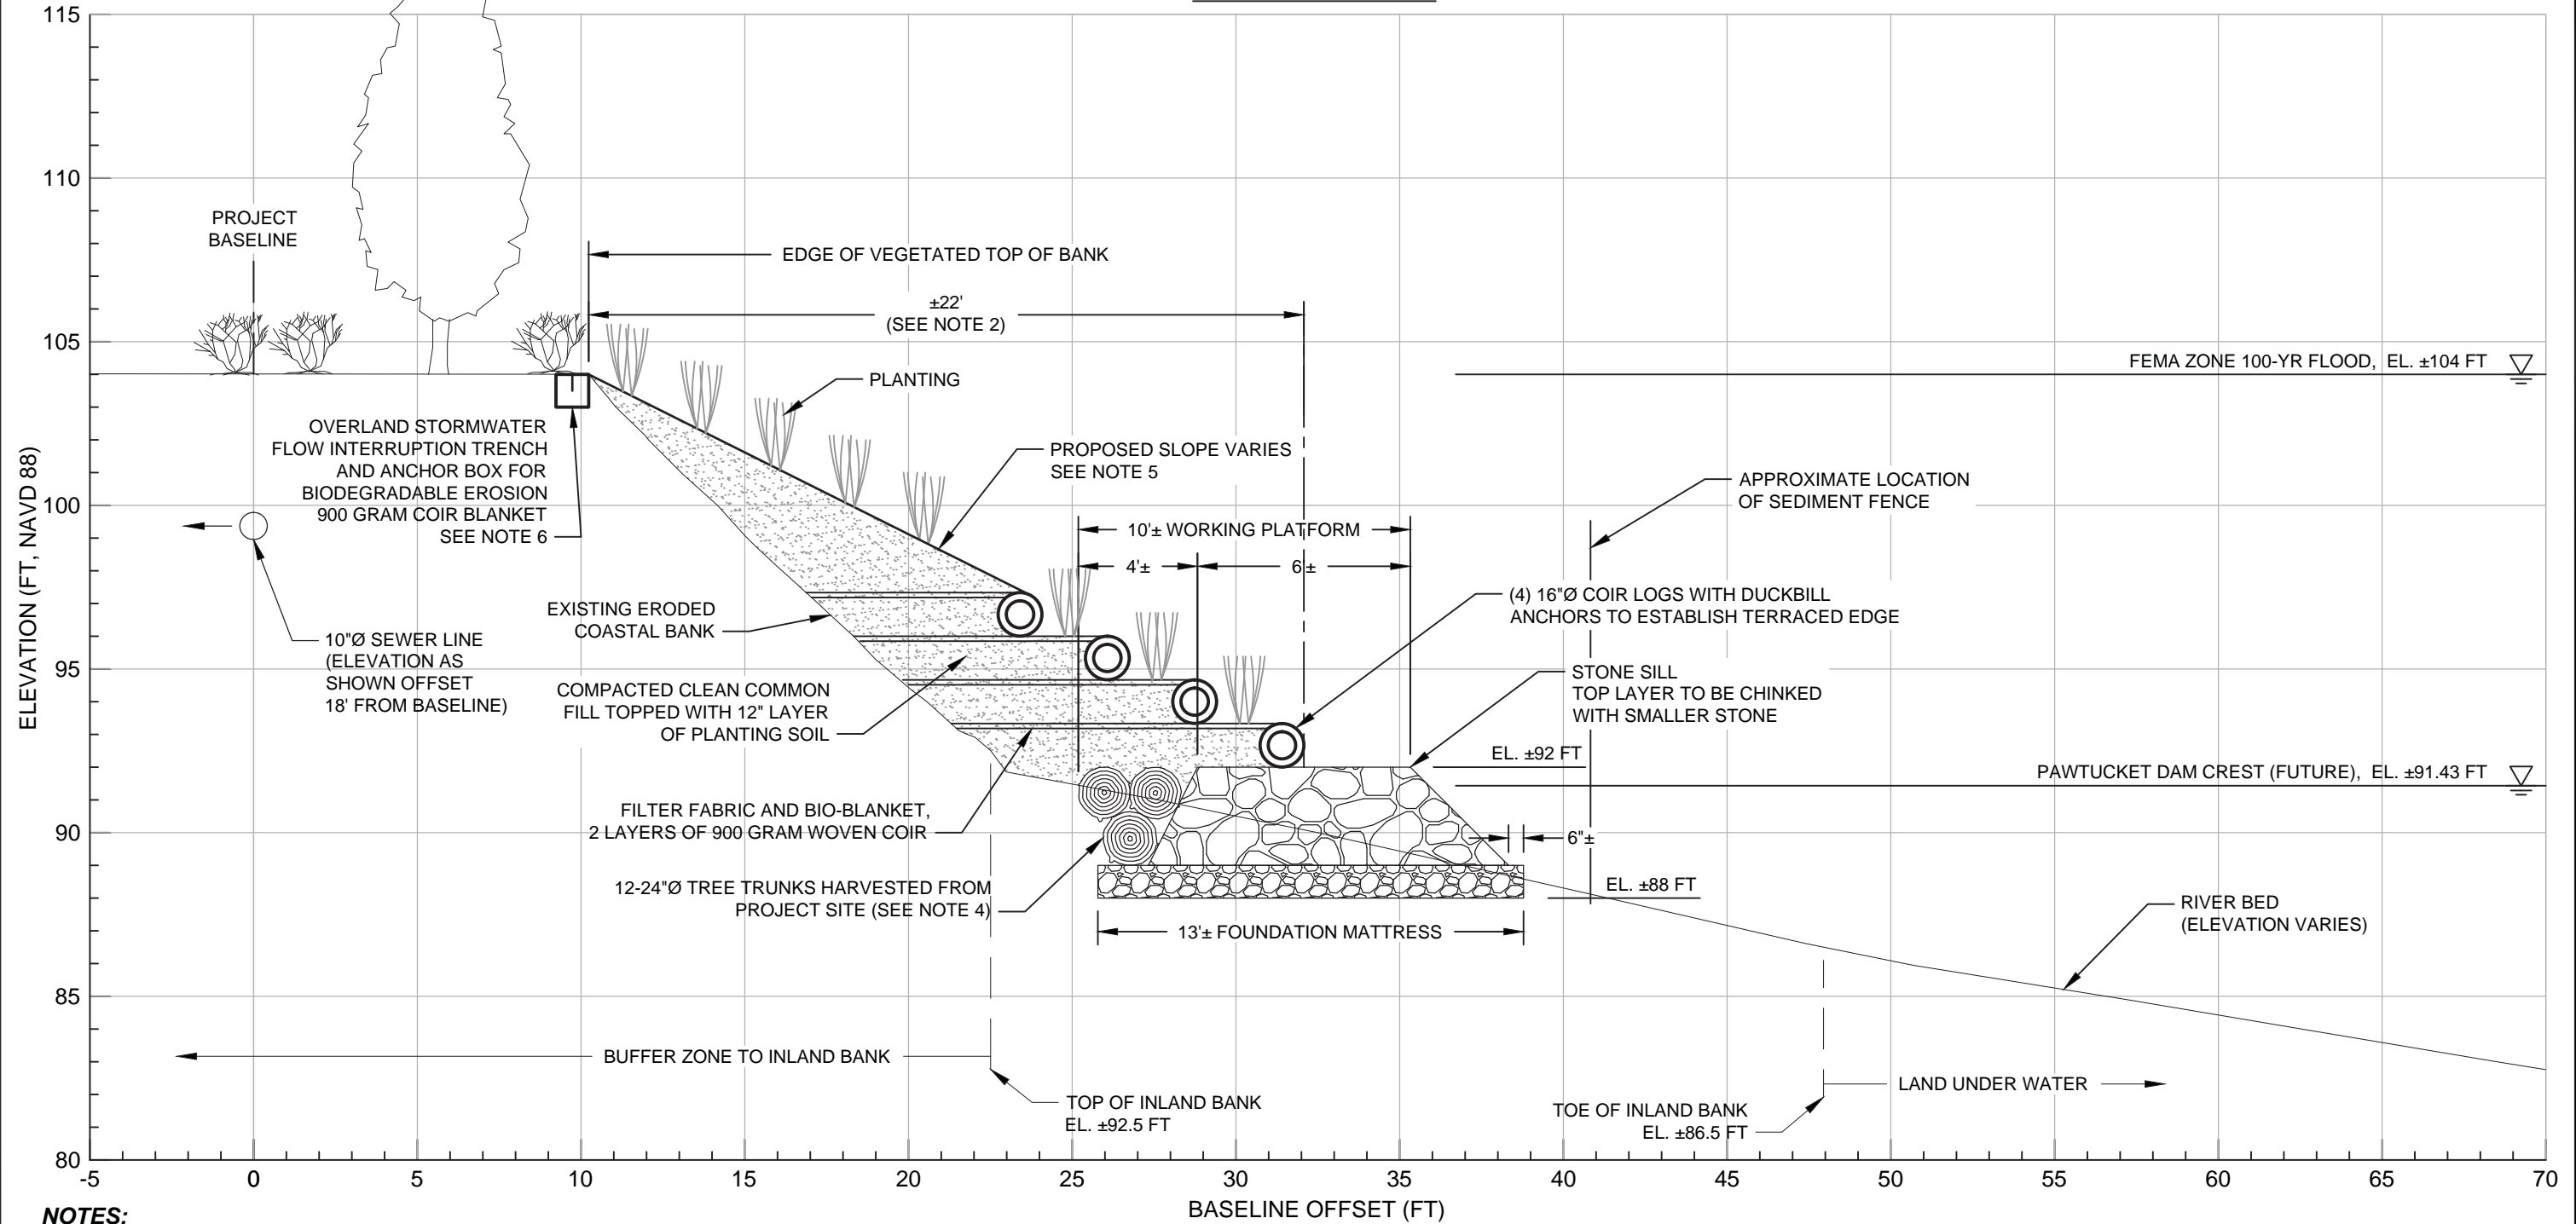 115
110
105
100
95
90
85
80
ELEVATION (FT, NAVD 88)
PROJECT
BASELINE
EDGE OF VEGETATED TOP OF BANK
±22'
(SEE NOTE 2)
FEMA ZONE 100-YR FLOOD, EL. ±104 FT
PLANTING
OVERLAND STORMWATER
FLOW INTERRUPTION TRENCH
AND ANCHOR BOX FOR
BIODEGRADABLE EROSION
900 GRAM COIR BLANKET
SEE NOTE 6
PROPOSED SLOPE VARIES
SEE NOTE 5
APPROXIMATE LOCATION
OF SEDIMENT FENCE
10'± WORKING PLATFORM
4'±
6'±
(4) 16"Ø COIR LOGS WITH DUCKBILL
ANCHORS TO ESTABLISH TERRACED EDGE
EXISTING ERODED
COASTAL BANK
10"Ø SEWER LINE
(ELEVATION AS
SHOWN OFFSET
18' FROM BASELINE)
STONE SILL
TOP LAYER TO BE CHINKED
WITH SMALLER STONE
COMPACTED CLEAN COMMON
FILL TOPPED WITH 12" LAYER
OF PLANTING SOIL
EL. ±92 FT
PAWTUCKET DAM CREST (FUTURE), EL. ±91.43 FT
FILTER FABRIC AND BIO-BLANKET,
2 LAYERS OF 900 GRAM WOVEN COIR
6"±
12-24"Ø TREE TRUNKS HARVESTED FROM
PROJECT SITE (SEE NOTE 4)
EL. ±88 FT
13'± FOUNDATION MATTRESS
RIVER BED
(ELEVATION VARIES)
BUFFER ZONE TO INLAND BANK
LAND UNDER WATER
TOP OF INLAND BANK
EL. ±92.5 FT
TOE OF INLAND BANK
EL. ±86.5 FT
-5 0 5 10 15 20 25 30 35 40 45 50 55 60 65 70
BASELINE OFFSET (FT)
NOTES: